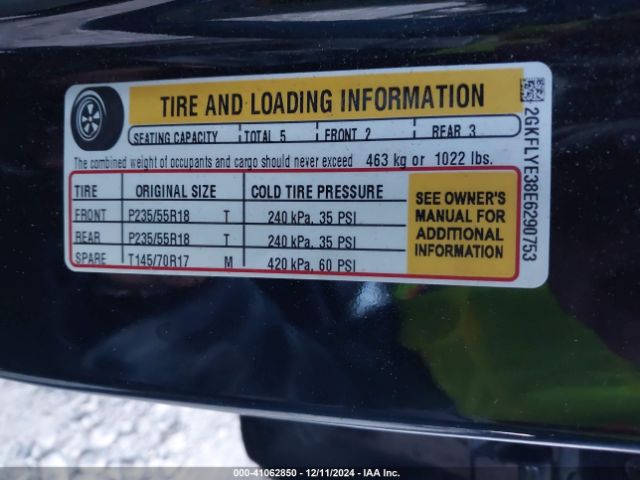 TIRE AND LOADING INFORMATION
SEATING CAPACITY TOTAL 5 FRONT 2 REAR 3
The combined weight of occupants and cargo should never exceed 463 kg or 1022 lbs.
TIRE ORIGINAL SIZE COLD TIRE PRESSURE
FRONT P235/55R18 T 240 kPa, 35 PSI
REAR P235/55R18 T 240 kPa, 35 PSI
SPARE T145/70R17 M 420 kPa, 60 PSI
SEE OWNER'S
MANUAL FOR
ADDITIONAL
INFORMATION
2GKFLYE38E6290753
000-41062850 - 12/11/2024 - IAA Inc.